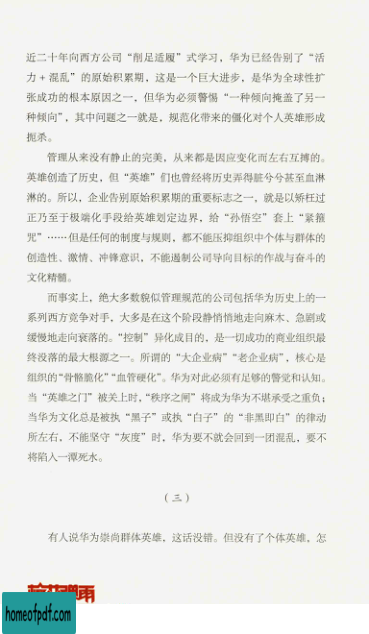 近二十年向西方公司“削足适履”式学习，华为已经告别了“活
力 + 混乱”的原始积累期，这是一个巨大进步，是华为全球性扩
张成功的根本原因之一，但华为必须警惕“一种倾向掩盖了另一
种倾向”，其中问题之一就是，规范化带来的僵化对个人英雄形成
扼杀。
管理从来没有静止的完美，从来都是因应变化而左右互搏的。
英雄创造了历史，但“英雄”们也曾经将历史弄得脏兮兮甚至血淋
淋的。所以，企业告别原始积累期的重要标志之一，就是以矫枉过
正乃至于极端化手段给英雄划定边界，给“孙悟空”套上“紧箍
咒”……但是任何的制度与规则，都不能压抑组织中个体与群体的
创造性、激情、冲锋意识，不能遏制公司导向目标的作战与奋斗的
文化精髓。
而事实上，绝大多数貌似管理规范的公司包括华为历史上的一
系列西方竞争对手，大多是在这个阶段静悄悄地走向麻木、急剧或
缓慢地走向衰落的。“控制”异化成目的，是一切成功的商业组织最
终没落的最大根源之一。所谓的“大企业病”“老企业病”，核心是
组织的“骨骼脆化”“血管硬化”。华为对此必须有足够的警觉和认知。
当“英雄之门”被关上时，“秩序之闸”将成为华为不堪承受之重负；
当华为文化总是被执“黑子”或执“白子”的“非黑即白”的律动
所左右，不能坚守“灰度”时，华为要不就会回到一团混乱，要不
将陷入一潭死水。
（三）
有人说华为崇尚群体英雄，这话没错。但没有了个体英雄，怎
homeofpdf.com